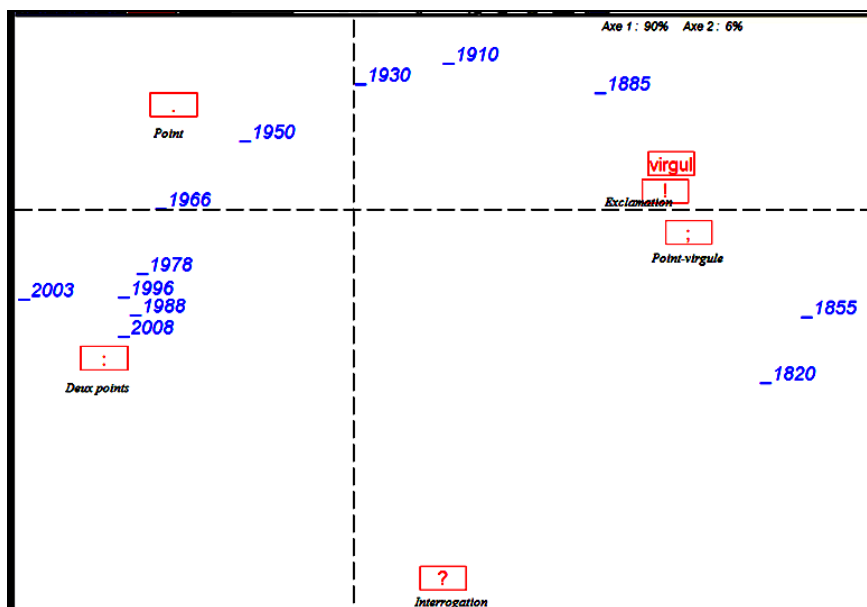 Axe 1 : 90% Axe 2 : 6%
_1910
_1930
_1885
.
Point
_1950
virgul
!
Exclamation
_1966
;
Point-virgule
_1978
_2003
_1996
_1988
_1855
_2008
:
Deux points
_1820
?
Interrogation